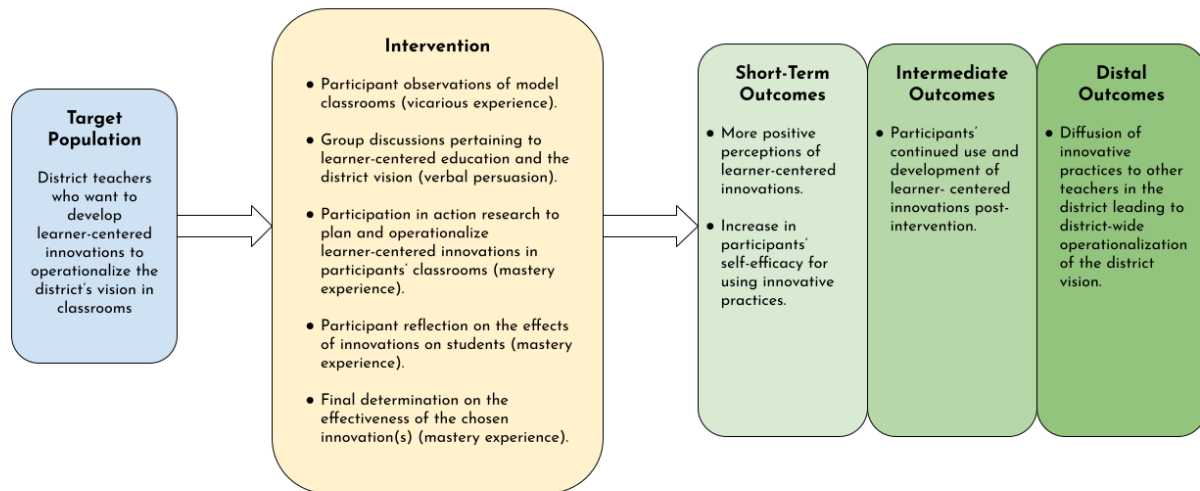 Target
Population
District teachers
who want to
develop
learner-centered
innovations to
operationalize the
district's vision in
classrooms
Intervention
● Participant observations of model
classrooms (vicarious experience).
● Group discussions pertaining to
learner-centered education and the
district vision (verbal persuasion).
● Participation in action research to
plan and operationalize
learner-centered innovations in
participants' classrooms (mastery
experience).
● Participant reflection on the effects
of innovations on students (mastery
experience).
● Final determination on the
effectiveness of the chosen
innovation(s) (mastery experience).
Short-Term
Outcomes
● More positive
perceptions of
learner-centered
innovations.
● Increase in
participants'
self-efficacy for
using innovative
practices.
Intermediate
Outcomes
● Participants'
continued use and
development of
learner- centered
innovations post-
intervention.
Distal
Outcomes
● Diffusion of
innovative
practices to other
teachers in the
district leading to
district-wide
operationalization
of the district
vision.